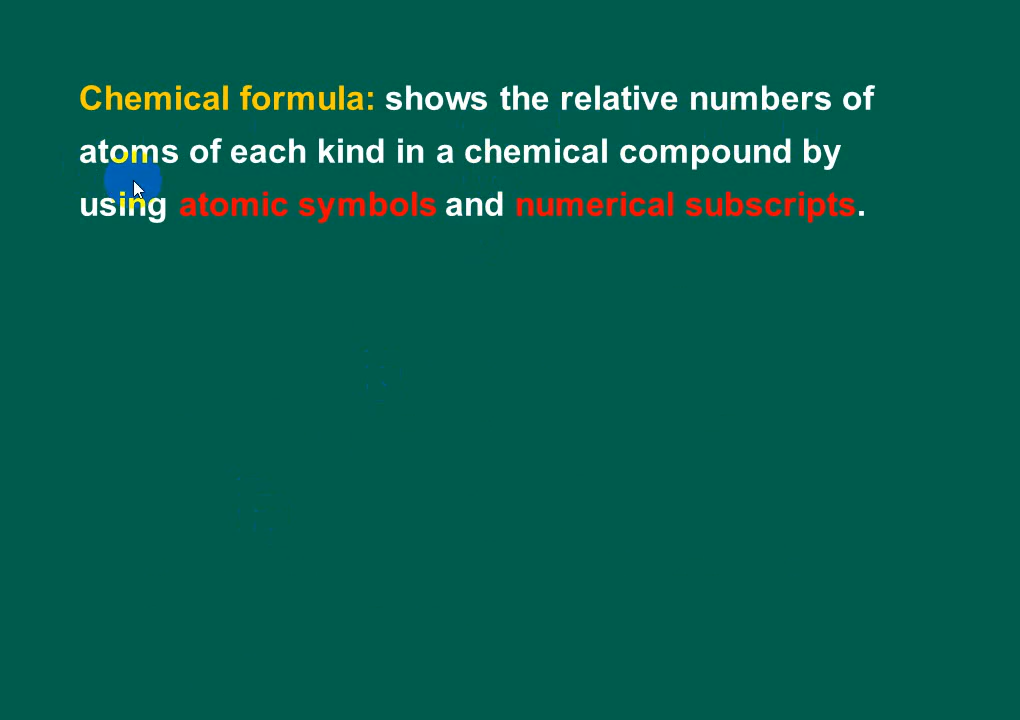 Chemical formula: shows the relative numbers of
atoms of each kind in a chemical compound by
using atomic symbols and numerical subscripts.